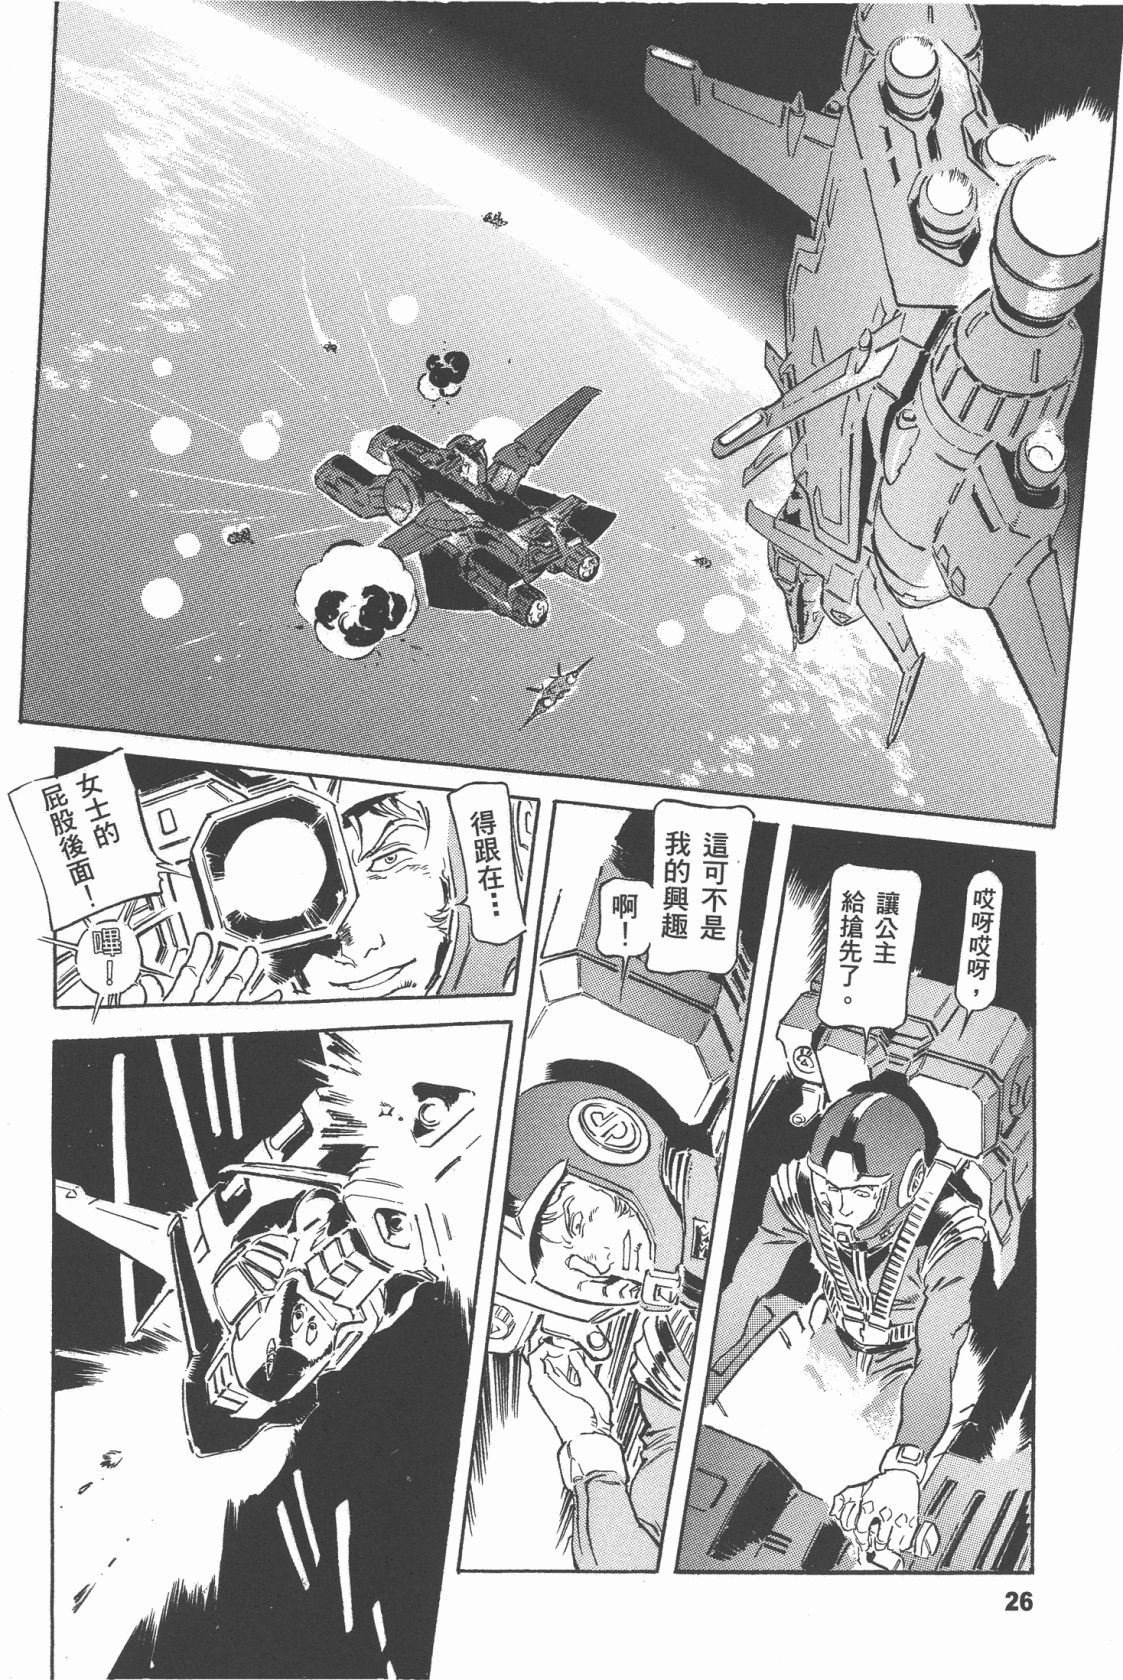 哎呀哎呀，
讓公主
給搶先了。
這可不是
我的興趣
啊！
得跟在…
女士的
屁股後面！
嗶！
26